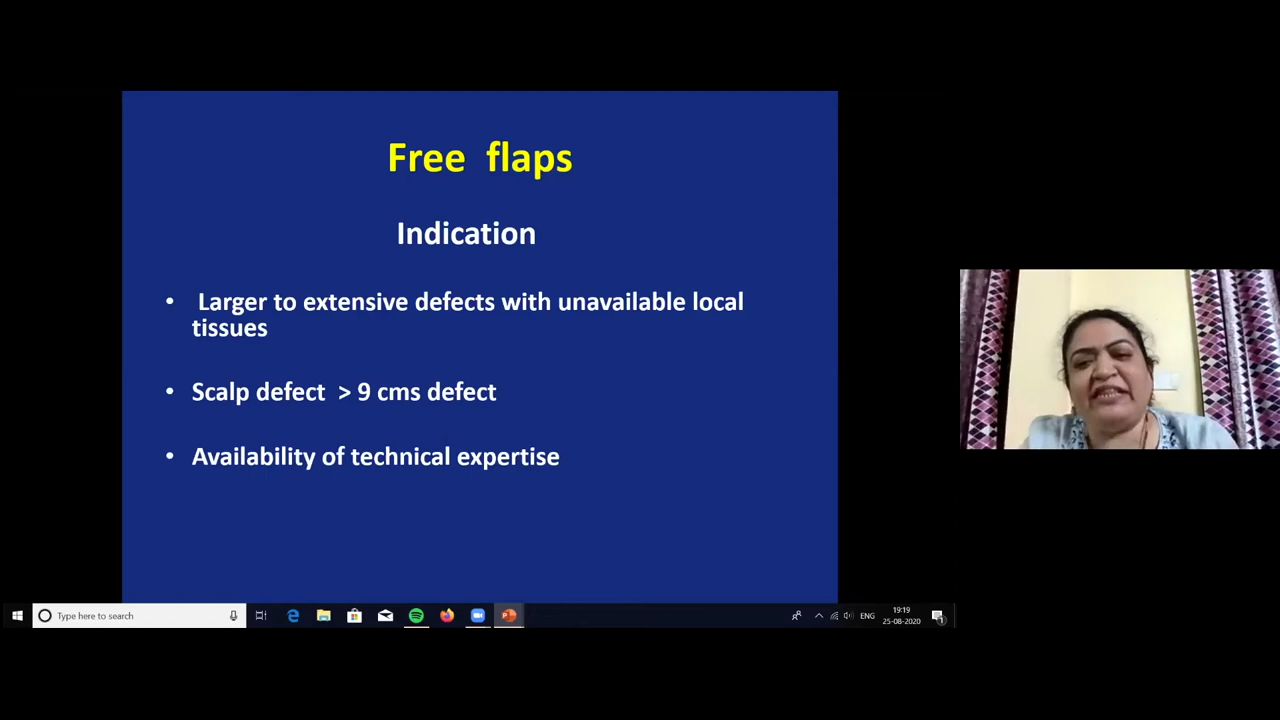 Free flaps
Indication
• Larger to extensive defects with unavailable local
tissues
• Scalp defect > 9 cms defect
• Availability of technical expertise
Type here to search
ENG
19:19
25-08-2020
1